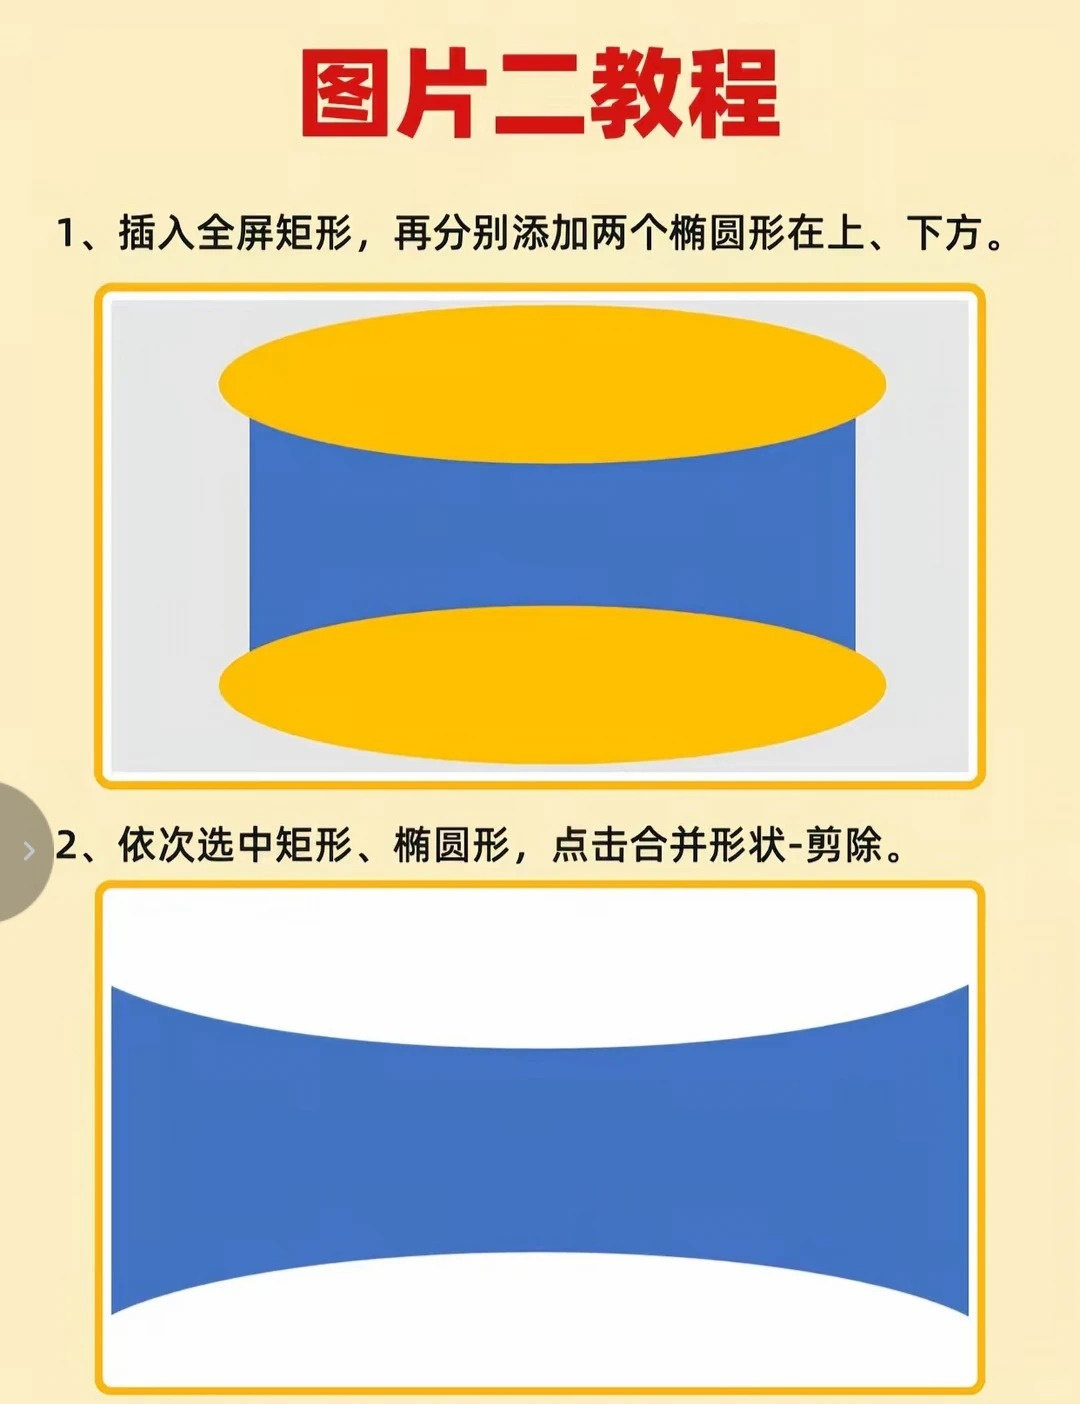 图片二教程
1、插入全屏矩形，再分别添加两个椭圆形在上、下方。
2、依次选中矩形、椭圆形，点击合并形状-剪除。